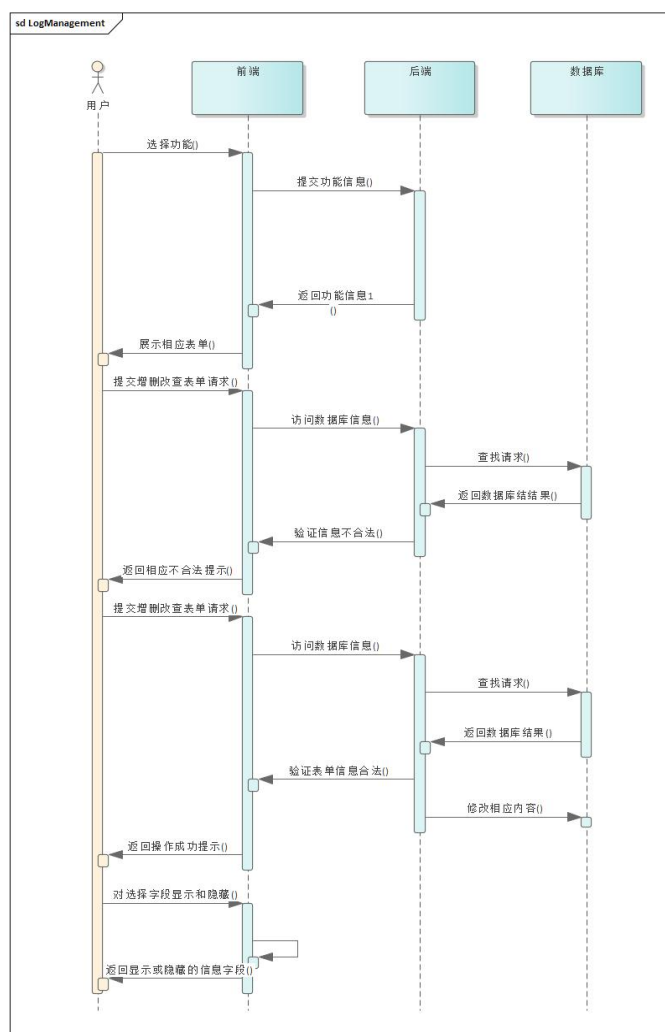 sd LogManagement
用户
前端
后端
数据库
选择功能()
提交功能信息()
返回功能信息1
()
展示相应表单()
提交增删改查表单请求()
访问数据库信息()
查找请求()
返回数据库结结果()
验证信息不合法()
返回相应不合法提示()
提交增删改查表单请求()
访问数据库信息()
查找请求()
返回数据库结果()
验证表单信息合法()
修改相应内容()
返回操作成功提示()
对选择字段显示和隐藏()
返回显示或隐藏的信息字段()